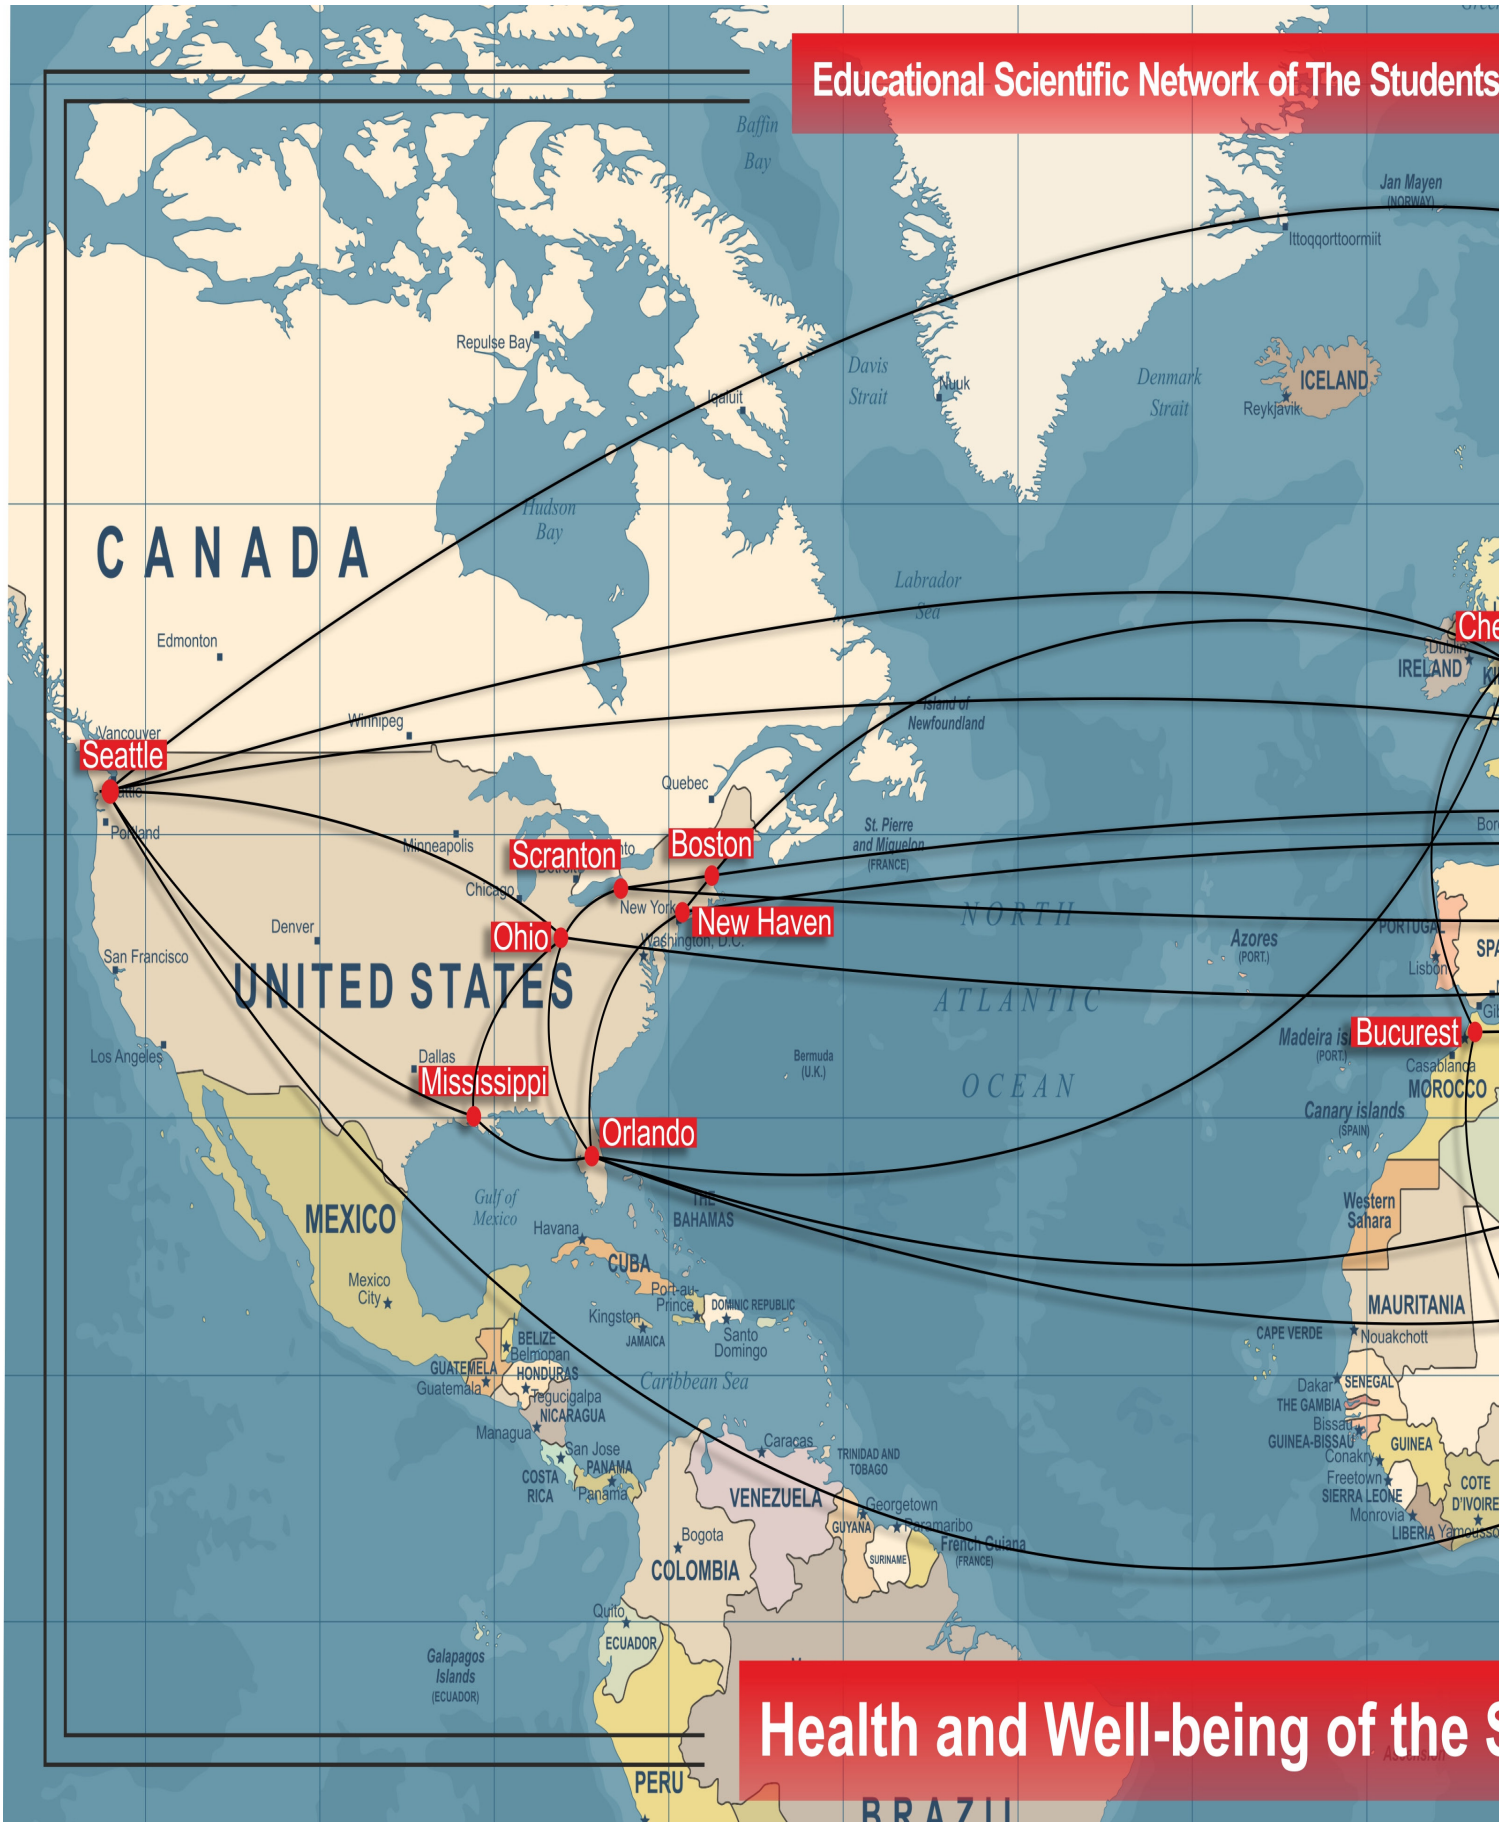 Educational Scientific Network of The Students
Baffin
Bay
Jan Mayen
(NORWAY)
Ittoqqorttoormiit
Repulse Bay
Davis
Strait
Denmark
Strait
ICELAND
Nuuk
Iqaluit
Reykjavik
Hudson
Bay
CANADA
Labrador
Sea
Edmonton
Dublin
IRELAND
Island of
Newfoundland
Winnipeg
Vancouver
Seattle
Quebec
Portland
Minneapolis
St. Pierre
and Miguelon
(FRANCE)
Boston
Scranton
Chicago
New York
New Haven
NORTH
PORTUGAL
Denver
Ohio
Washington, D.C.
Azores
(PORT.)
San Francisco
Lisbon
UNITED STATES
ATLANTIC
Madeira
(PORT.)
Bucurest
Los Angeles
Dallas
Bermuda
(U.K.)
Casablanca
Mississippi
OCEAN
MOROCCO
Canary islands
(SPAIN)
Orlando
Gulf of
Mexico
THE
BAHAMAS
Western
Sahara
MEXICO
Havana
CUBA
Mexico
City
Port-au-
Prince
DOMINIC REPUBLIC
MAURITANIA
Kingston
JAMAICA
Santo
Domingo
CAPE VERDE
Nouakchott
BELIZE
Belmopan
GUATEMELA
HONDURAS
Guatemala
Tegucigalpa
Caribbean Sea
Dakar
SENEGAL
THE GAMBIA
NICARAGUA
Managua
Bissau
GUINEA-BISSAU
GUINEA
San Jose
COSTA
RICA
PANAMA
Panama
Caracas
TRINIDAD AND
TOBAGO
Conakry
Freetown
SIERRA LEONE
COTE
D'IVOIRE
VENEZUELA
Georgetown
GUYANA
Paramaribo
Monrovia
LIBERIA
Bogota
COLOMBIA
SURINAME
French Guiana
(FRANCE)
Quito
ECUADOR
Galapagos
Islands
(ECUADOR)
Health and Well-being of the S
Ascension
PERU
BRAZIL